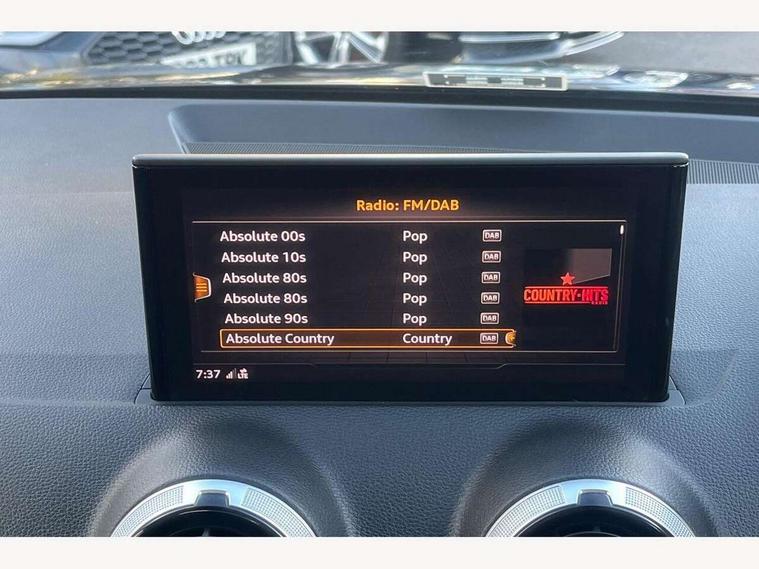 Radio: FM/DAB
Absolute 00s Pop DAB
Absolute 10s Pop DAB
Absolute 80s Pop DAB
Absolute 80s Pop DAB
Absolute 90s Pop DAB
Absolute Country Country DAB
COUNTRY·HITS
RADIO
7:37 LTE